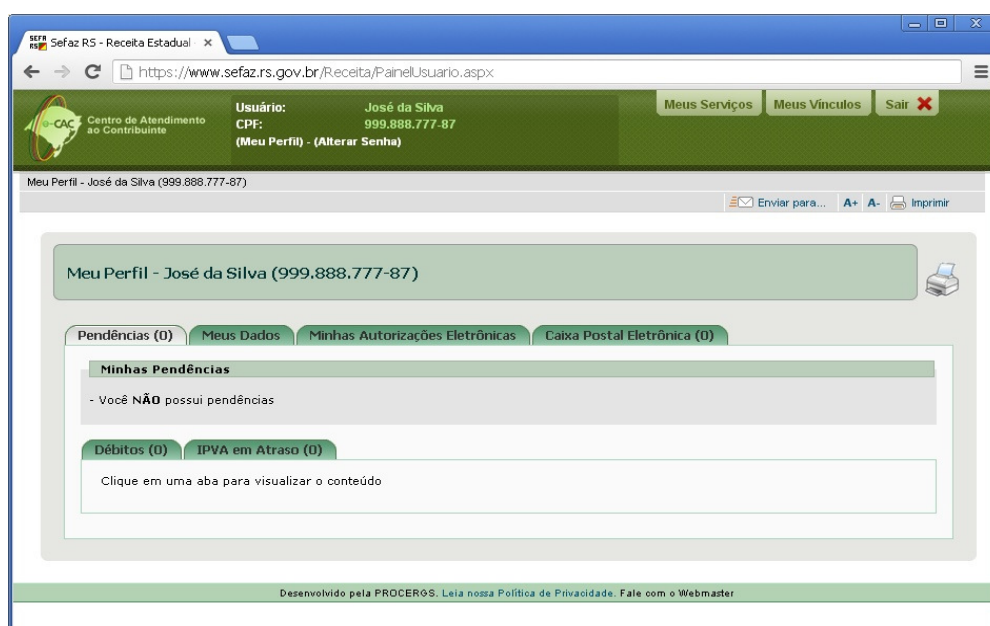 SEFA RS Sefaz RS - Receita Estadual
https://www.sefaz.rs.gov.br/Receita/PainelUsuario.aspx
e-CAC Centro de Atendimento ao Contribuinte
Usuário: José da Silva
CPF: 999.888.777-87
(Meu Perfil) - (Alterar Senha)
Meus Serviços Meus Vínculos Sair
Meu Perfil - José da Silva (999.888.777-87)
Enviar para... A+ A- Imprimir
Meu Perfil - José da Silva (999.888.777-87)
Pendências (0) Meus Dados Minhas Autorizações Eletrônicas Caixa Postal Eletrônica (0)
Minhas Pendências
- Você NÃO possui pendências
Débitos (0) IPVA em Atraso (0)
Clique em uma aba para visualizar o conteúdo
Desenvolvido pela PROCERGS. Leia nossa Política de Privacidade. Fale com o Webmaster